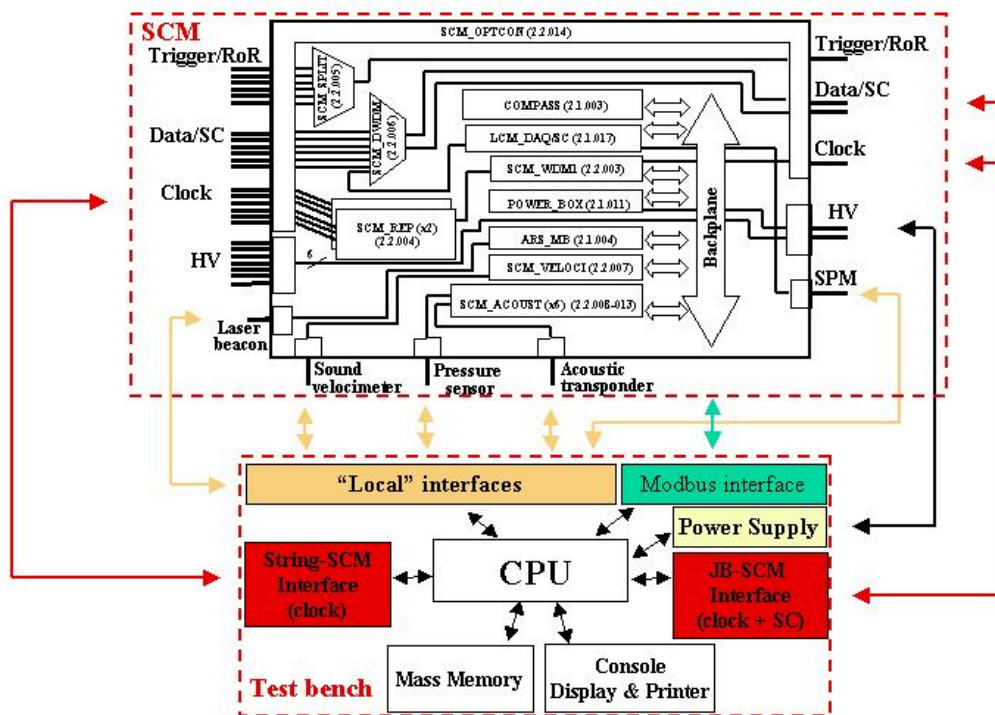 SCM
SCM_OPTCON (2.2.014)
Trigger/RoR
Trigger/RoR
SCM_SPLIT
(2.2.005)
Data/SC
SCM_DWDM
(2.2.006)
COMPASS (2.1.003)
Data/SC
LCM_DAQ/SC (2.1.017)
Clock
SCM_WDM1 (2.2.003)
Clock
POWER_BOX (2.1.011)
SCM_REP (x2)
(2.2.004)
HV
Backplane
ARS_MB (2.1.004)
HV
6
SCM_VELOCI (2.2.007)
SPM
SCM_ACOUST (x6) (2.2.008-013)
Laser
beacon
Sound
velocimeter
Pressure
sensor
Acoustic
transponder
“Local” interfaces
Modbus interface
Power Supply
String-SCM
Interface
(clock)
CPU
JB-SCM
Interface
(clock + SC)
Mass Memory
Console
Display & Printer
Test bench